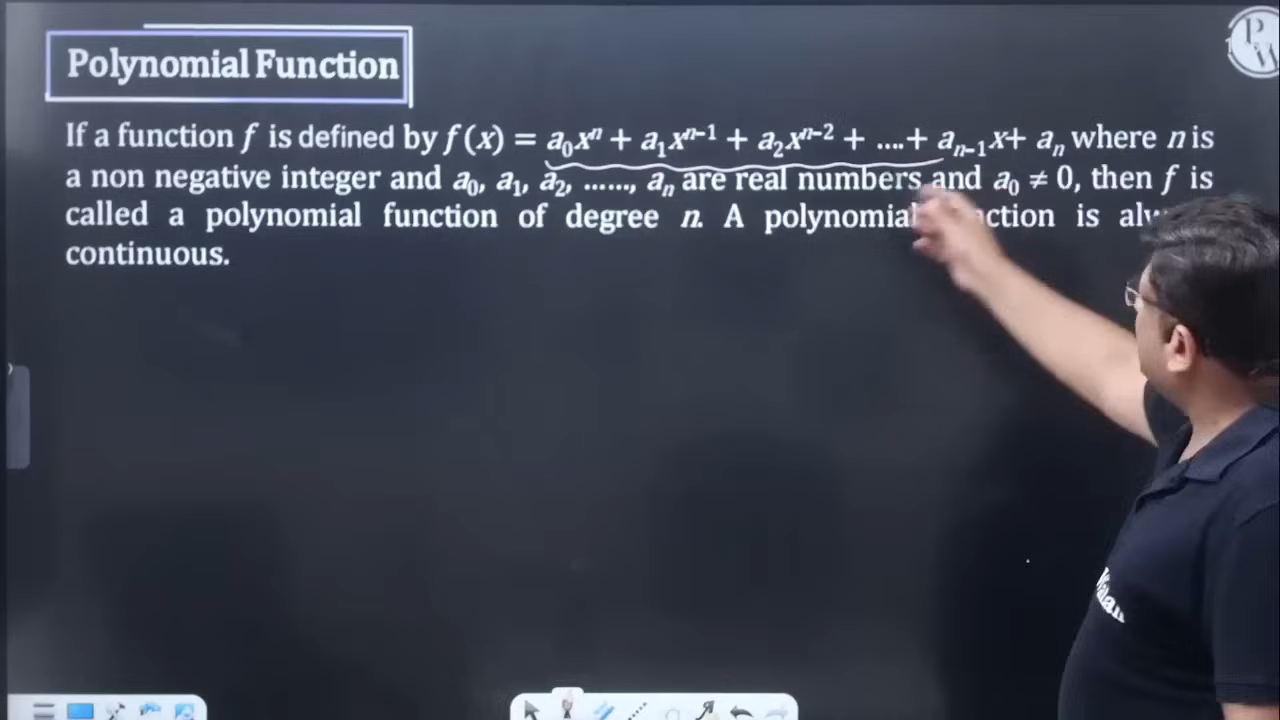 Polynomial Function
If a function f is defined by f(x) = a₀xⁿ + a₁xⁿ⁻¹ + a₂xⁿ⁻² + ....+ aₙ₋₁x+ aₙ where n is
a non negative integer and a₀, a₁, a₂, ......, aₙ are real numbers and a₀ ≠ 0, then f is
called a polynomial function of degree n. A polynomial is
continuous.
P
W